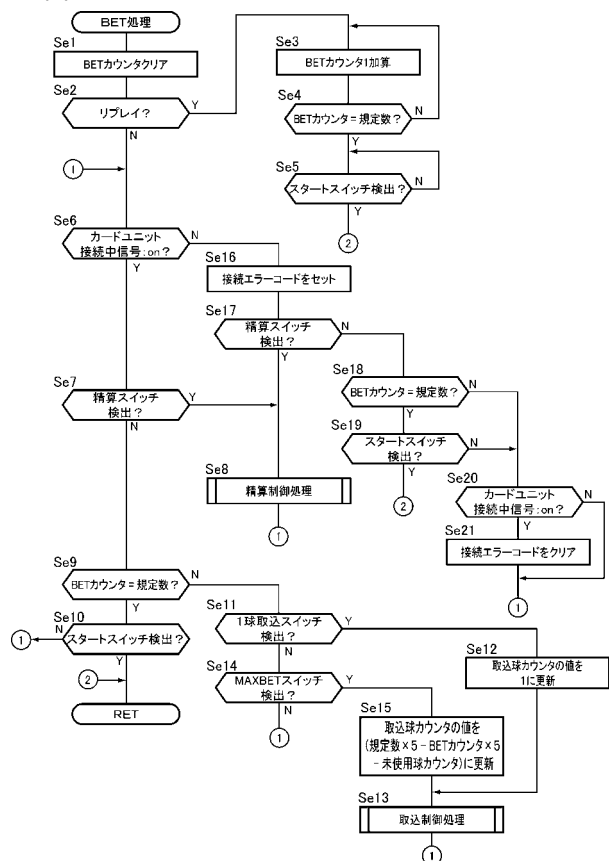 BET処理
Se1
BETカウンタクリア
Se2
リプレイ?
Y
N
Se3
BETカウンタ1加算
Se4
BETカウンタ=規定数?
N
Y
Se5
スタートスイッチ検出?
N
Y
2
1
Se6
カードユニット
接続中信号:on?
N
Y
Se16
接続エラーコードをセット
Se17
精算スイッチ
検出?
N
Y
Se7
精算スイッチ
検出?
Y
N
Se18
BETカウンタ=規定数?
N
Y
Se19
スタートスイッチ
検出?
N
Y
2
Se8
精算制御処理
1
Se20
カードユニット
接続中信号:on?
N
Y
Se21
接続エラーコードをクリア
1
Se9
BETカウンタ=規定数?
N
Y
Se10
スタートスイッチ検出?
N
1
Y
2
RET
Se11
1球取込スイッチ
検出?
Y
N
Se12
取込球カウンタの値を
1に更新
Se14
MAXBETスイッチ
検出?
Y
N
1
Se15
取込球カウンタの値を
(規定数×5-BETカウンタ×5
-未使用球カウンタ)に更新
Se13
取込制御処理
1